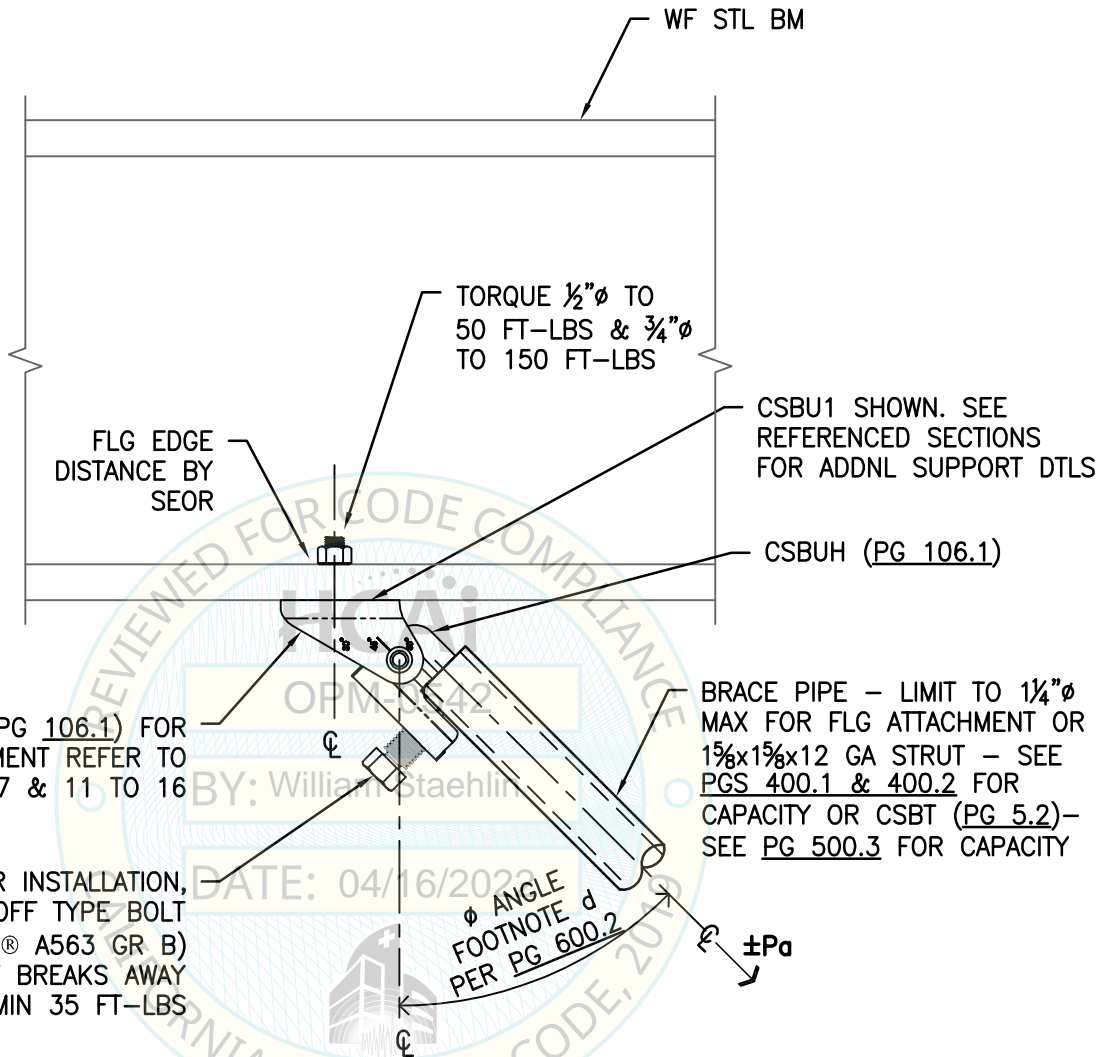 WF STL BM
TORQUE ½"ø TO
50 FT-LBS & ¾"ø
TO 150 FT-LBS
CSBU1 SHOWN. SEE
REFERENCED SECTIONS
FOR ADDNL SUPPORT DTLS
FLG EDGE
DISTANCE BY
SEOR
CSBUH (PG 106.1)
PG 106.1) FOR
MENT REFER TO
7 & 11 TO 16
BRACE PIPE – LIMIT TO 1¼"ø
MAX FOR FLG ATTACHMENT OR
1⅝x1⅝x12 GA STRUT – SEE
PGS 400.1 & 400.2 FOR
CAPACITY OR CSBT (PG 5.2)–
SEE PG 500.3 FOR CAPACITY
R INSTALLATION,
OFF TYPE BOLT
® A563 GR B)
BREAKS AWAY
MIN 35 FT-LBS
ø ANGLE
FOOTNOTE d
PER PG 600.2
±Pa
℄
℄
℄
REVIEWED FOR CODE COMPLIANCE
HCAi
OPM-0542
BY: William Staehlin
DATE: 04/16/2023
CODE, 2019